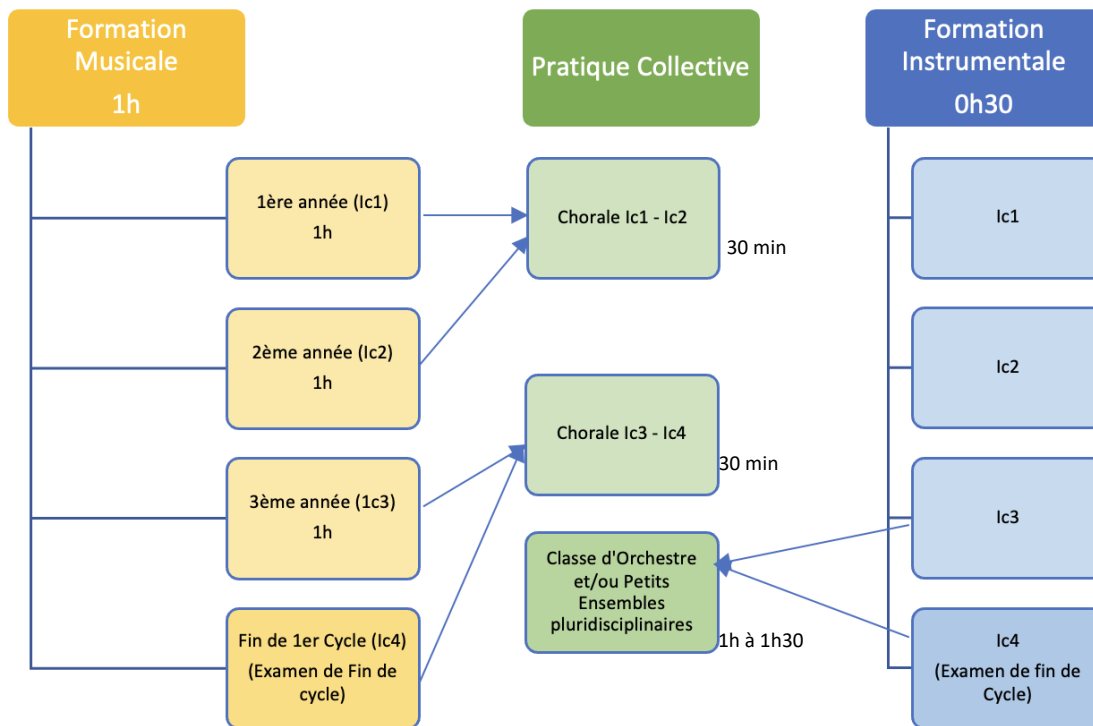 Formation
Musicale
1h
Pratique Collective
Formation
Instrumentale
0h30
1ère année (Ic1)
1h
Chorale Ic1 - Ic2
30 min
Ic1
2ème année (Ic2)
1h
Ic2
Chorale Ic3 - Ic4
30 min
3ème année (1c3)
1h
Ic3
Classe d'Orchestre
et/ou Petits
Ensembles
pluridisciplinaires
1h à 1h30
Fin de 1er Cycle (Ic4)
(Examen de Fin de
cycle)
Ic4
(Examen de fin de
Cycle)